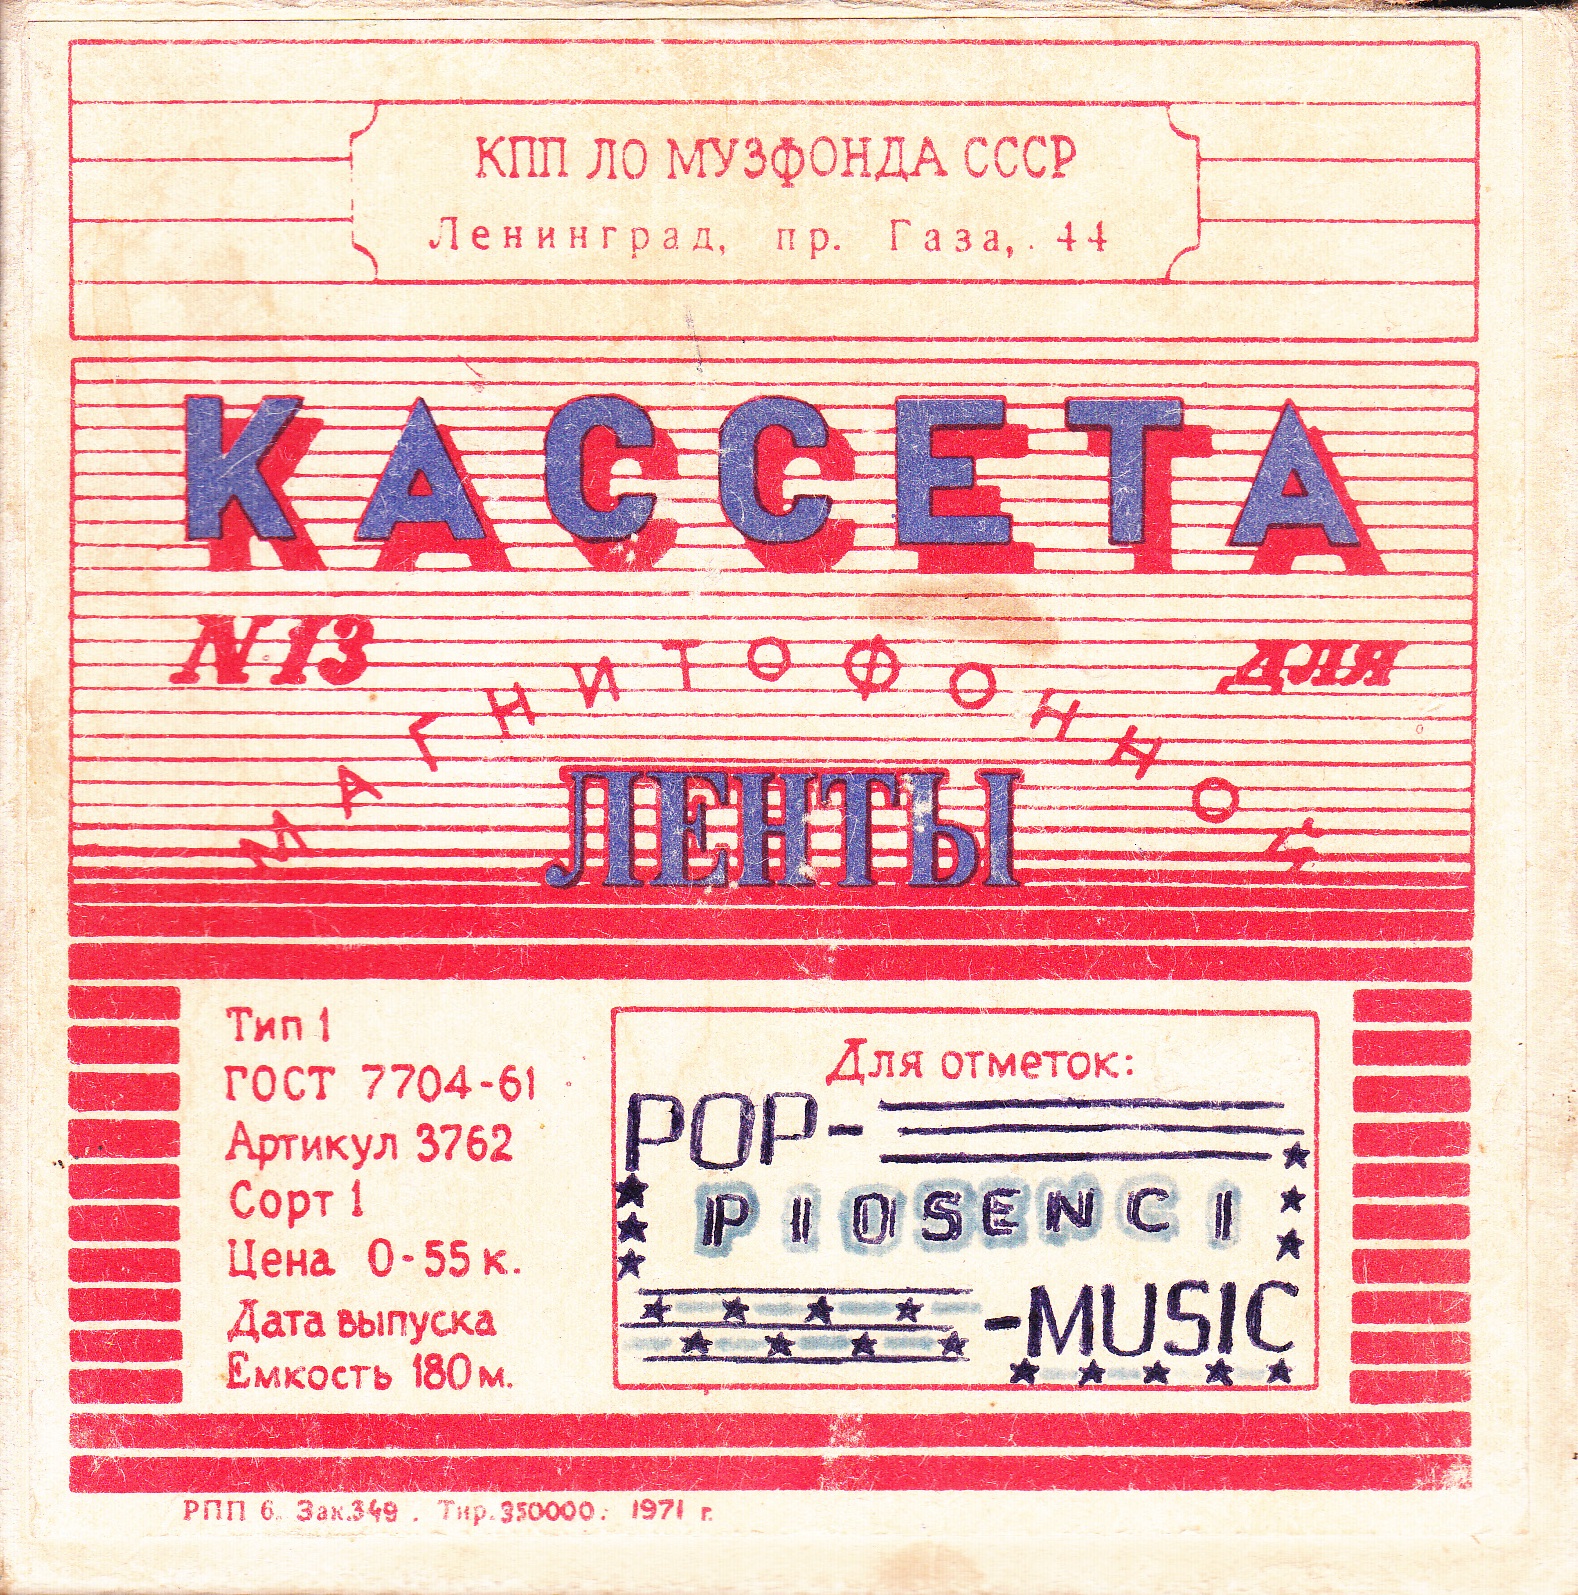 КПП ЛО МУЗФОНДА СССР
Ленинград, пр. Газа, 44
КАССЕТА
N13 для
МАГНИТОФОННОЙ
ЛЕНТЫ
Тип 1
ГОСТ 7704-61
Артикул 3762
Сорт 1
Цена 0-55 к.
Дата выпуска
Емкость 180 м.
Для отметок:
POP-
PIOSENCI
-MUSIC
РПП 6. Зак.349. Тир. 350000. 1971 г.